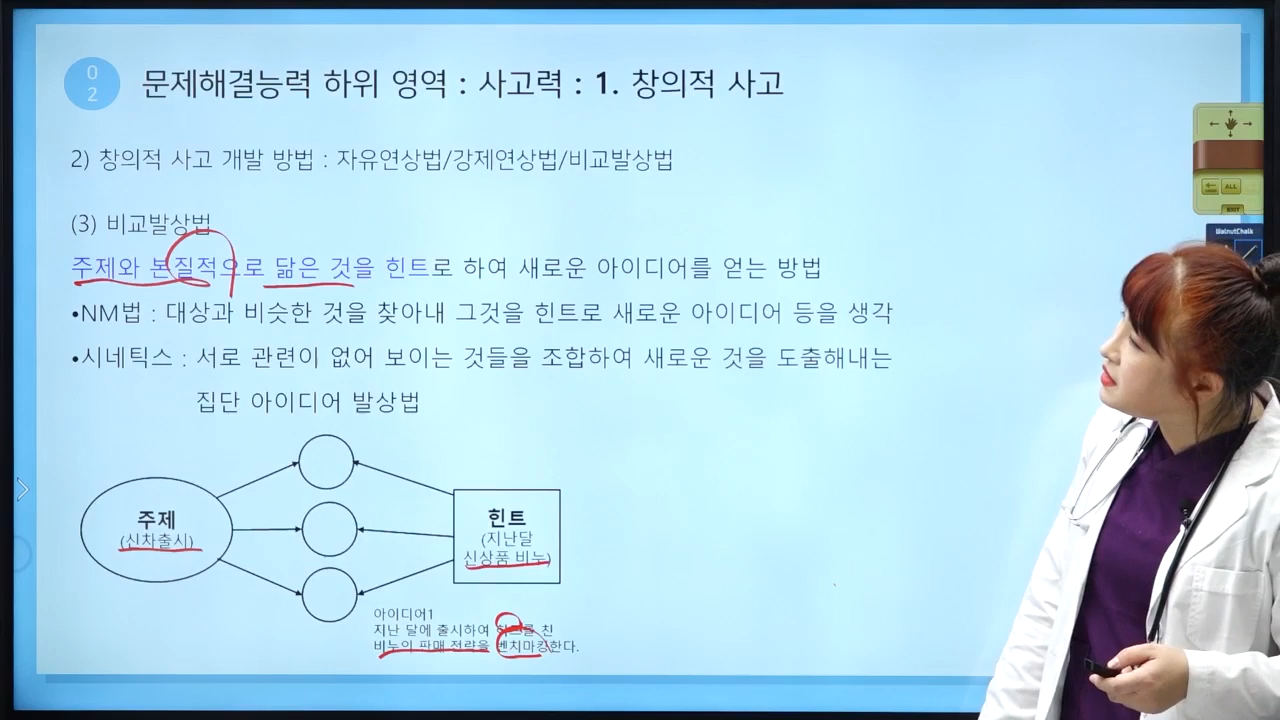 0
2
문제해결능력 하위 영역 : 사고력 : 1. 창의적 사고
2) 창의적 사고 개발 방법 : 자유연상법/강제연상법/비교발상법
(3) 비교발상법
주제와 본질적으로 닮은 것을 힌트로 하여 새로운 아이디어를 얻는 방법
•NM법 : 대상과 비슷한 것을 찾아내 그것을 힌트로 새로운 아이디어 등을 생각
•시네틱스 : 서로 관련이 없어 보이는 것들을 조합하여 새로운 것을 도출해내는
집단 아이디어 발상법
주제
(신차출시)
힌트
(지난달
신상품 비누)
아이디어1
지난 달에 출시하여 히트를 친
비누의 판매 전략을 벤치마킹한다.
ALL
EXIT
WalnutChalk